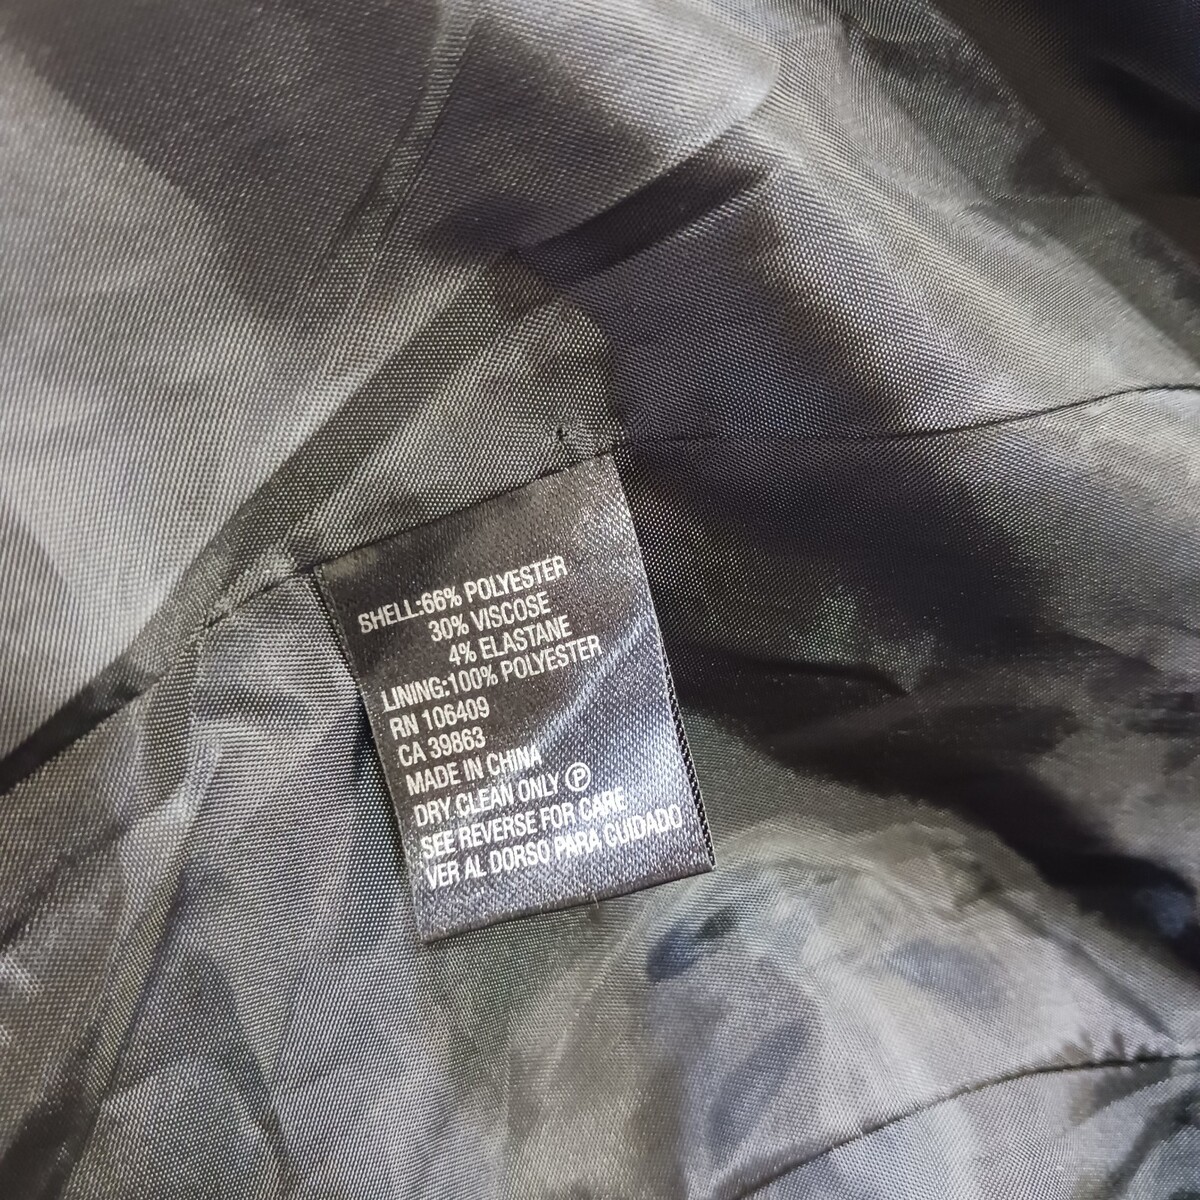 SHELL:66% POLYESTER
30% VISCOSE
4% ELASTANE
LINING:100% POLYESTER
RN 106409
CA 39863
MADE IN CHINA
DRY CLEAN ONLY Ⓟ
SEE REVERSE FOR CARE
VER AL DORSO PARA CUIDADO